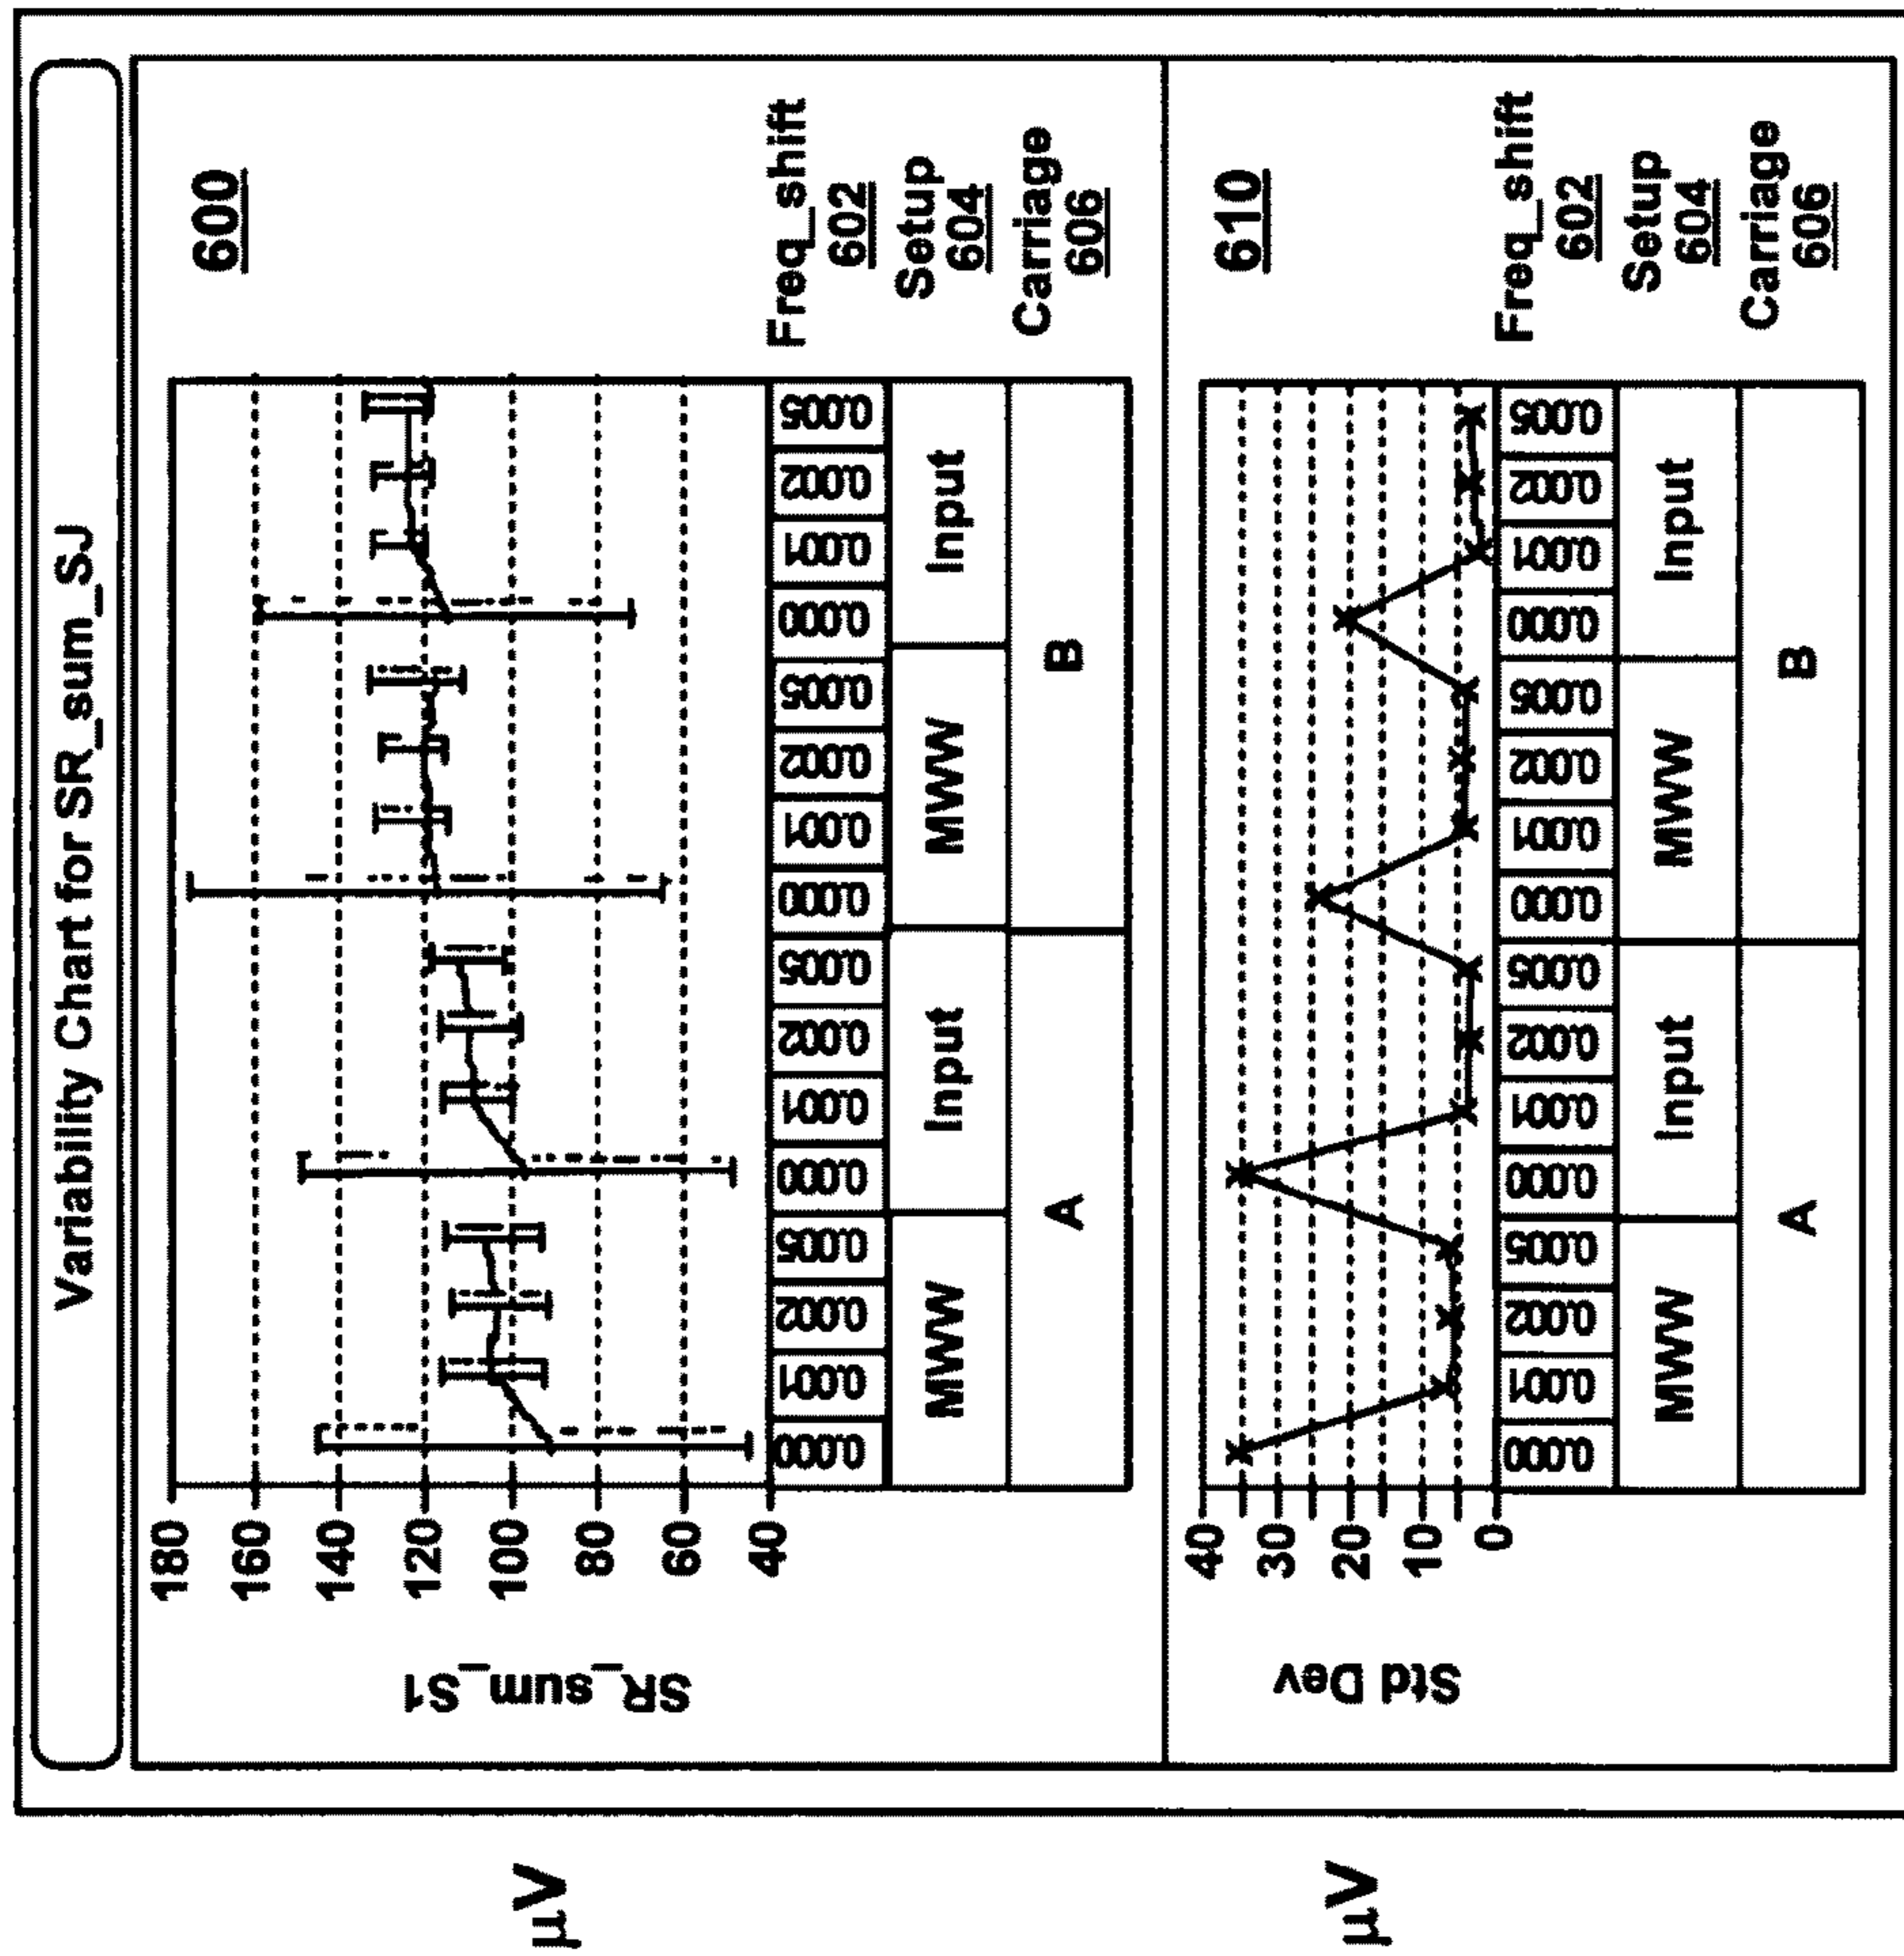 Variability Chart for SR_sum_SJ
600
µV
SR_sum_S1
180
160
140
120
100
80
60
40
0.000 0.001 0.002 0.005 0.000 0.001 0.002 0.005 0.000 0.001 0.002 0.005 0.000 0.001 0.002 0.005
Freq_shift
602
MWW Input MWW Input
Setup
604
A B
Carriage
606
610
µV
Std Dev
40
30
20
10
0
0.000 0.001 0.002 0.005 0.000 0.001 0.002 0.005 0.000 0.001 0.002 0.005 0.000 0.001 0.002 0.005
Freq_shift
602
MWW Input MWW Input
Setup
604
A B
Carriage
606